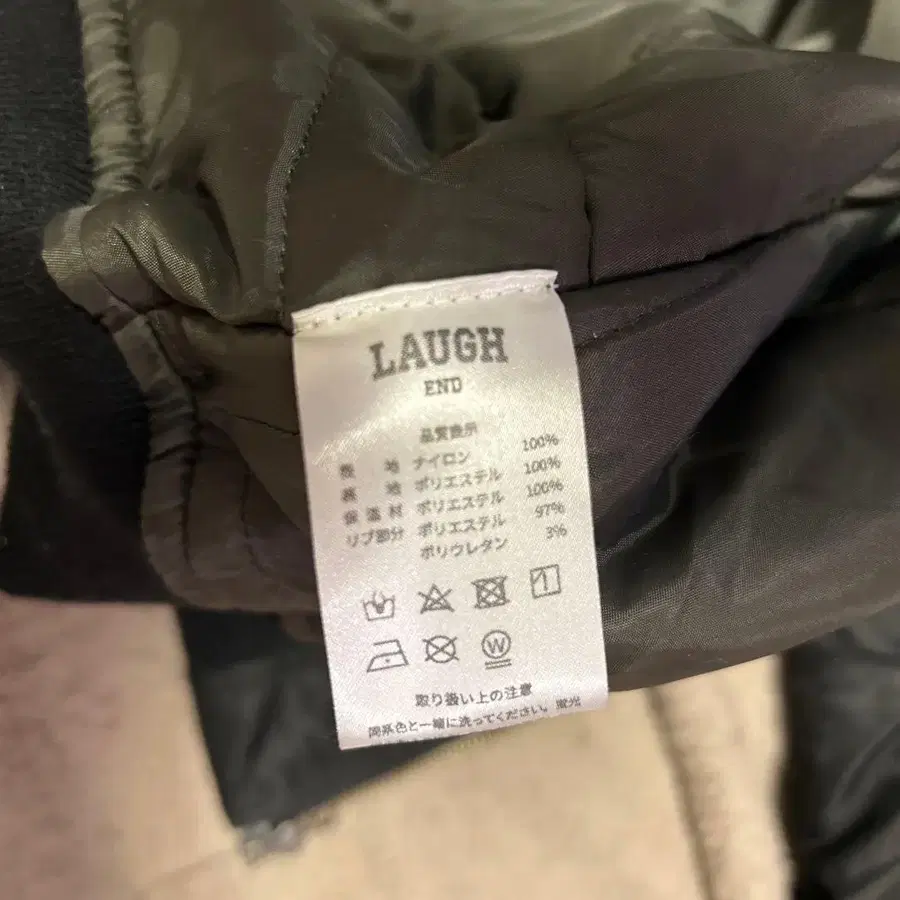 LAUGH
END
品質表示
表 地 ナイロン 100%
裏 地 ポリエステル 100%
保温材 ポリエステル 100%
リブ部分 ポリエステル 97%
ポリウレタン 3%
W
取り扱い上の注意
同系色と一緒に洗ってください。蛍光